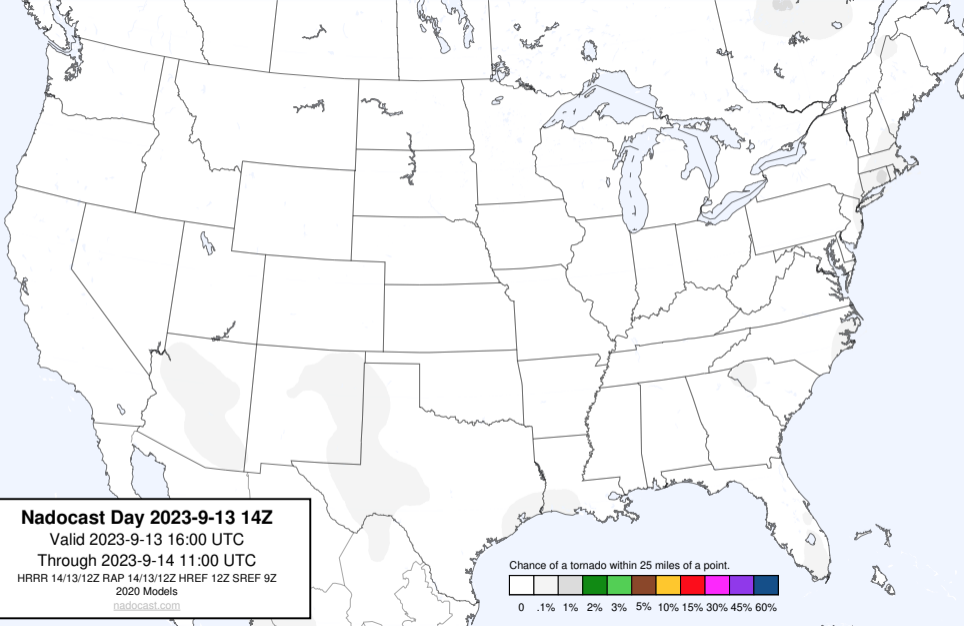 Nadocast Day 2023-9-13 14Z
Valid 2023-9-13 16:00 UTC
Through 2023-9-14 11:00 UTC
HRRR 14/13/12Z RAP 14/13/12Z HREF 12Z SREF 9Z
2020 Models
nadocast.com
Chance of a tornado within 25 miles of a point.
0 .1% 1% 2% 3% 5% 10% 15% 30% 45% 60%